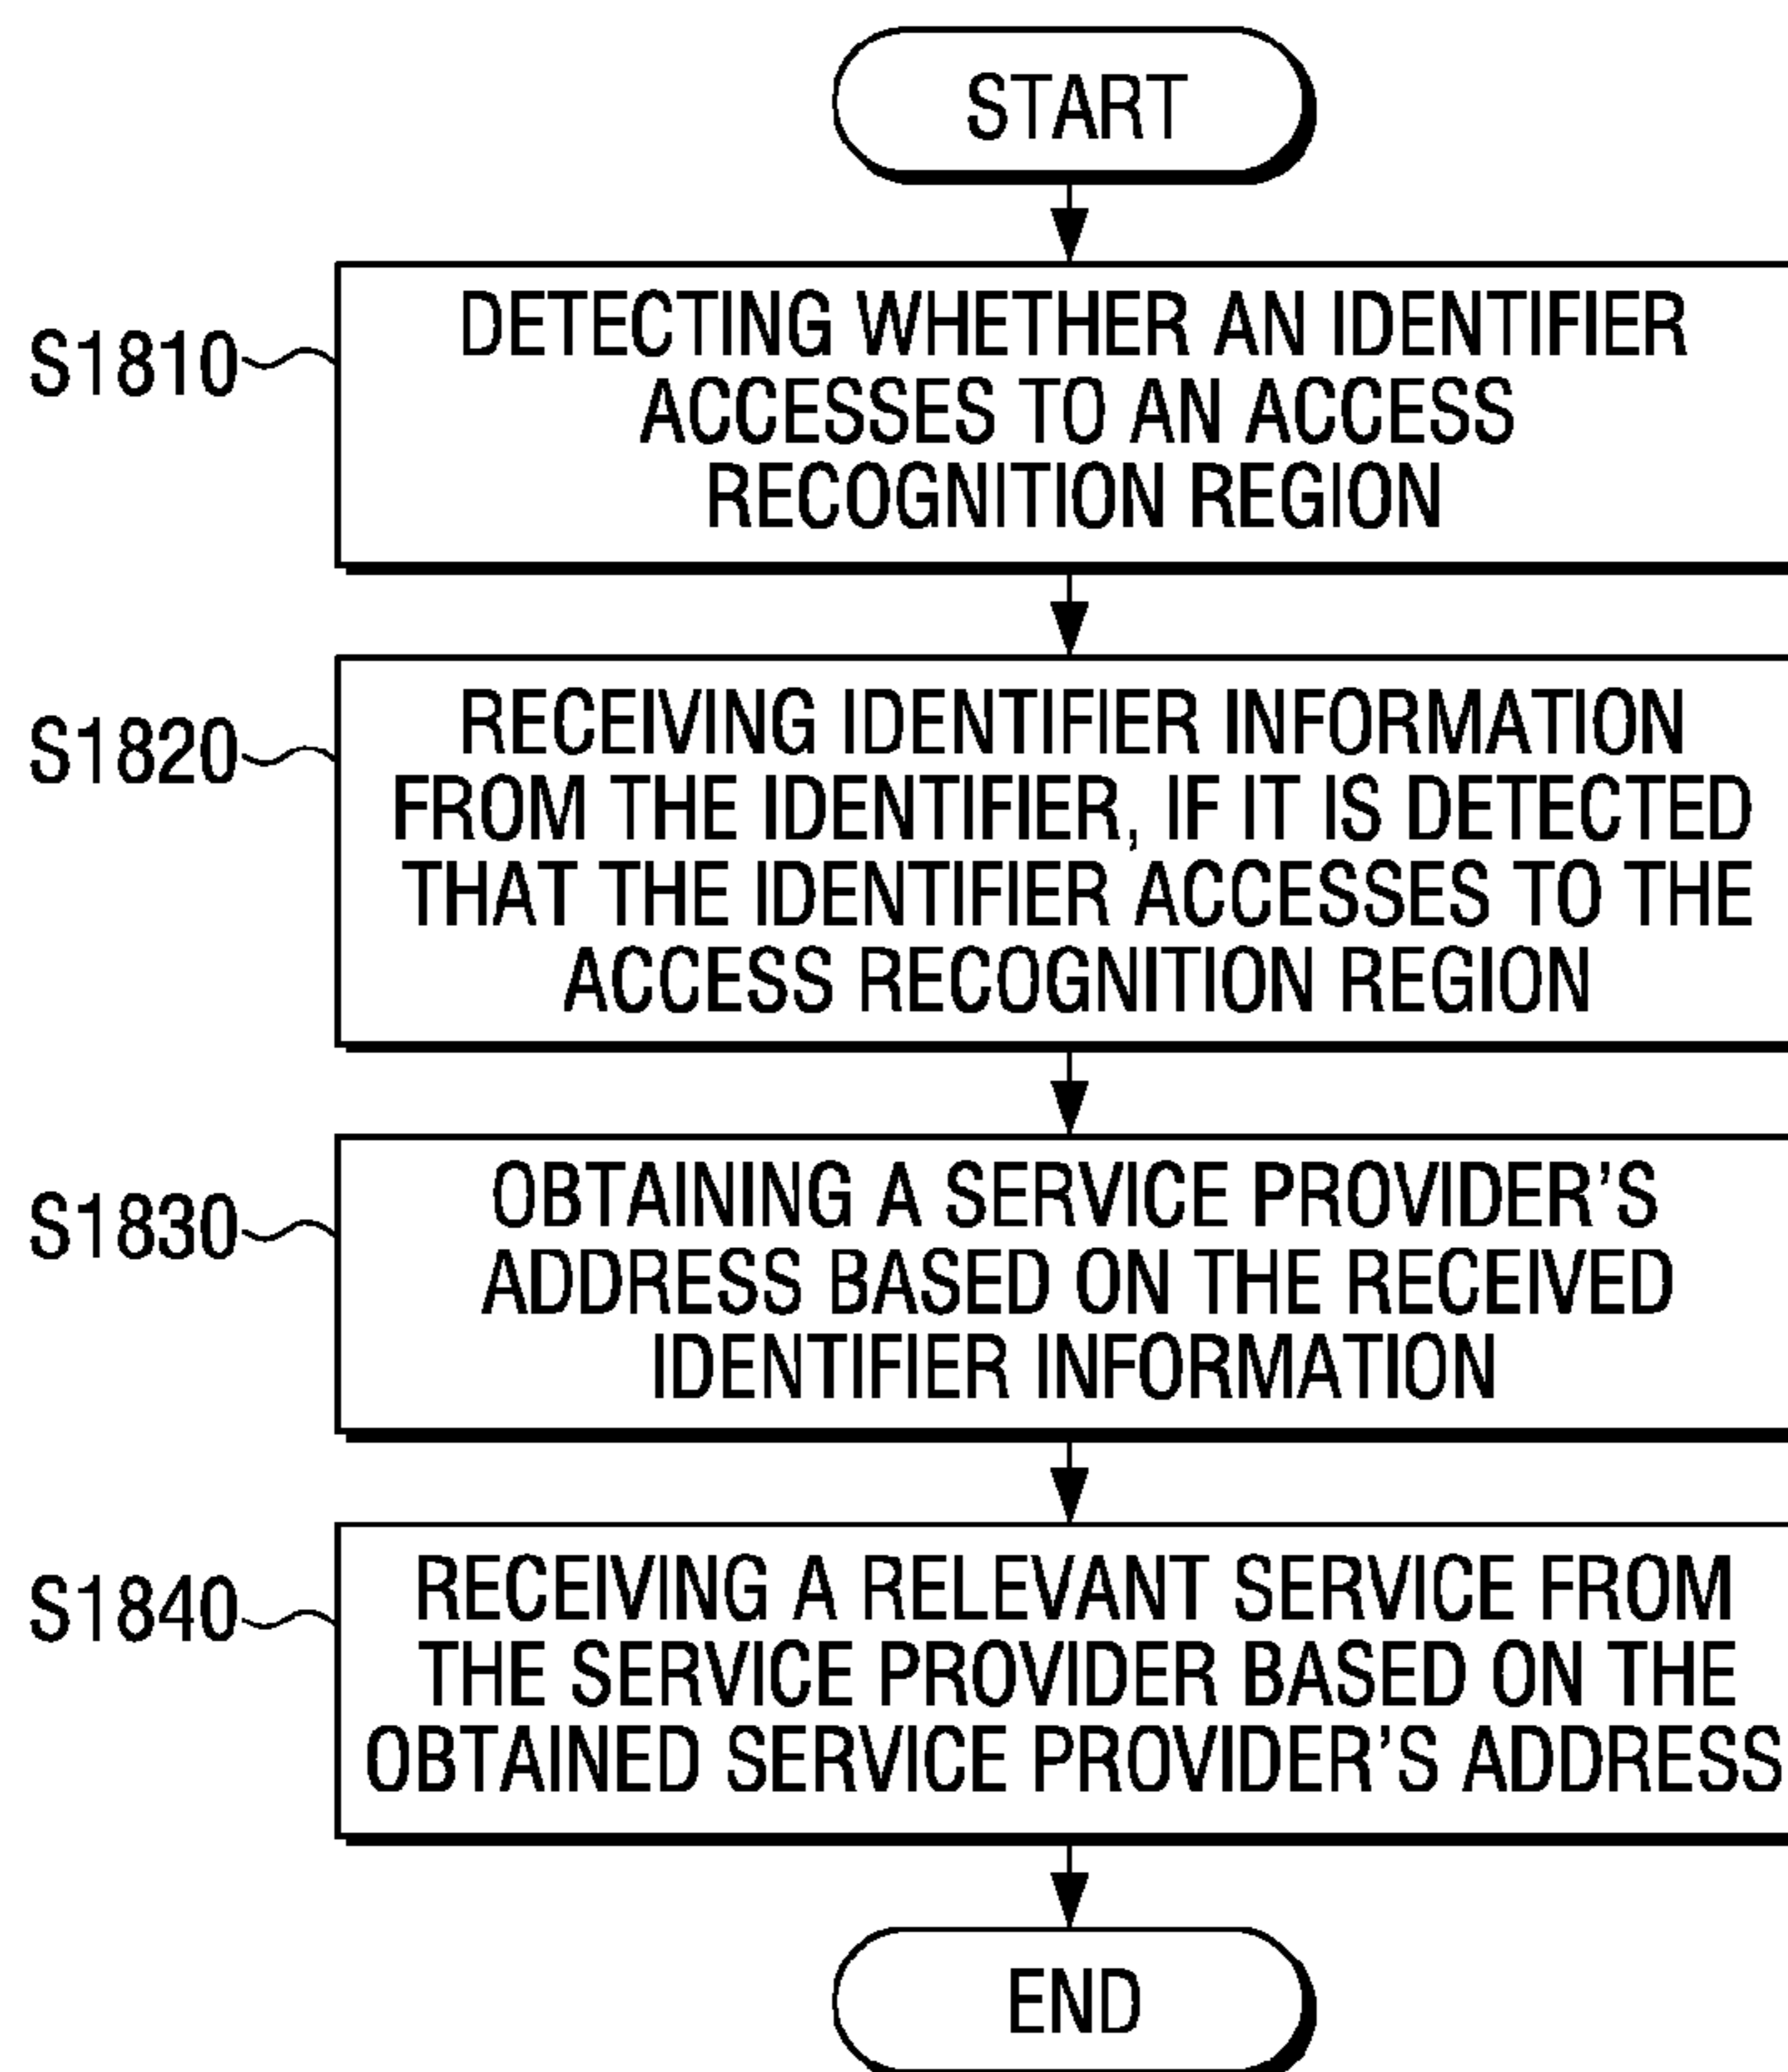 START
S1810
DETECTING WHETHER AN IDENTIFIER
ACCESSES TO AN ACCESS
RECOGNITION REGION
S1820
RECEIVING IDENTIFIER INFORMATION
FROM THE IDENTIFIER, IF IT IS DETECTED
THAT THE IDENTIFIER ACCESSES TO THE
ACCESS RECOGNITION REGION
S1830
OBTAINING A SERVICE PROVIDER'S
ADDRESS BASED ON THE RECEIVED
IDENTIFIER INFORMATION
S1840
RECEIVING A RELEVANT SERVICE FROM
THE SERVICE PROVIDER BASED ON THE
OBTAINED SERVICE PROVIDER'S ADDRESS
END